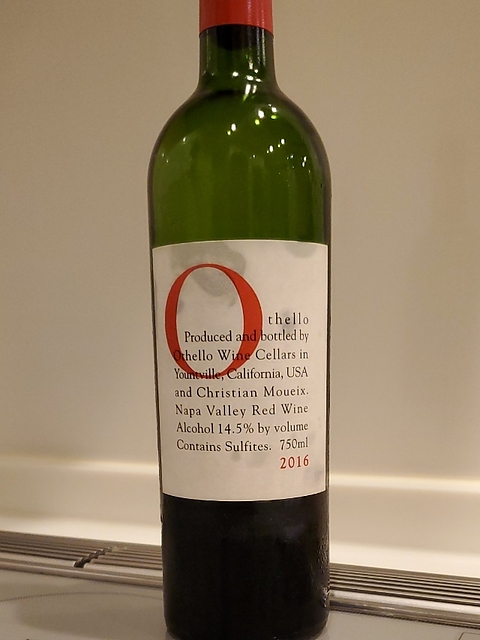 Othello
Produced and bottled by
Othello Wine Cellars in
Yountville, California, USA
and Christian Moueix.
Napa Valley Red Wine
Alcohol 14.5% by volume
Contains Sulfites. 750ml
2016